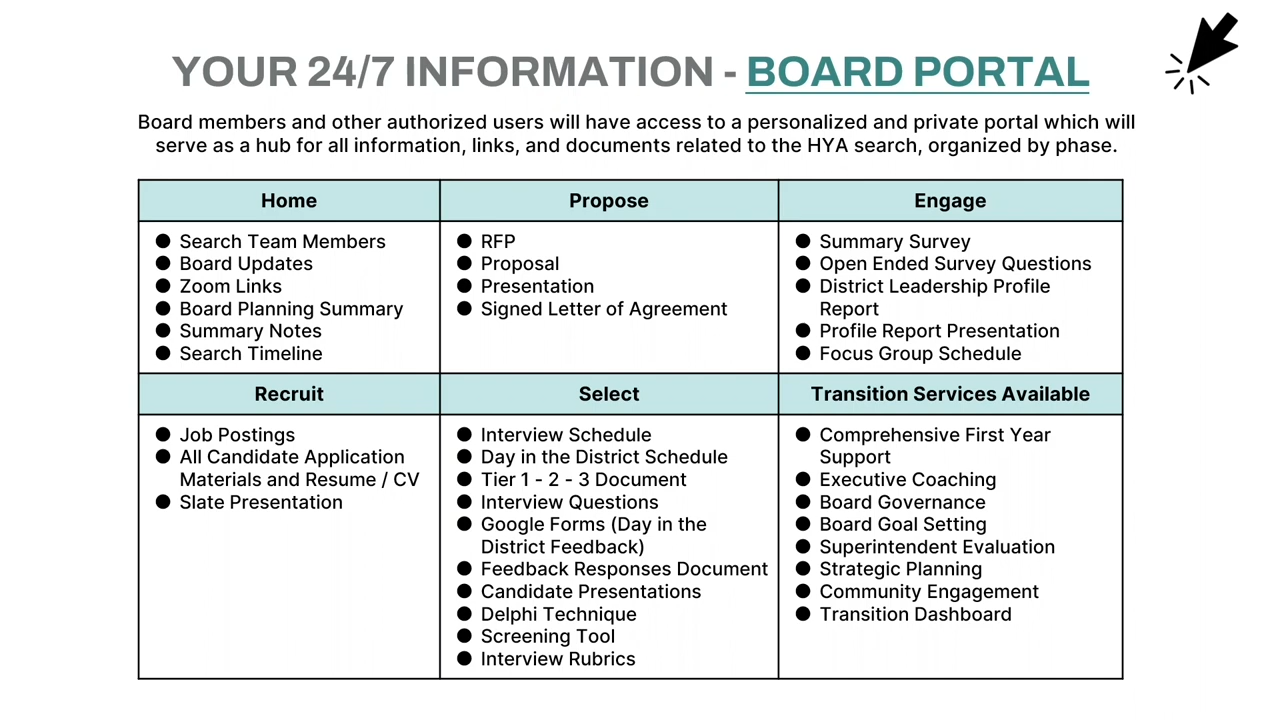 YOUR 24/7 INFORMATION - BOARD PORTAL
Board members and other authorized users will have access to a personalized and private portal which will
serve as a hub for all information, links, and documents related to the HYA search, organized by phase.
Home
● Search Team Members
● Board Updates
● Zoom Links
● Board Planning Summary
● Summary Notes
● Search Timeline
Propose
● RFP
● Proposal
● Presentation
● Signed Letter of Agreement
Engage
● Summary Survey
● Open Ended Survey Questions
● District Leadership Profile
Report
● Profile Report Presentation
● Focus Group Schedule
Recruit
● Job Postings
● All Candidate Application
Materials and Resume / CV
● Slate Presentation
Select
● Interview Schedule
● Day in the District Schedule
● Tier 1 - 2 - 3 Document
● Interview Questions
● Google Forms (Day in the
District Feedback)
● Feedback Responses Document
● Candidate Presentations
● Delphi Technique
● Screening Tool
● Interview Rubrics
Transition Services Available
● Comprehensive First Year
Support
● Executive Coaching
● Board Governance
● Board Goal Setting
● Superintendent Evaluation
● Strategic Planning
● Community Engagement
● Transition Dashboard